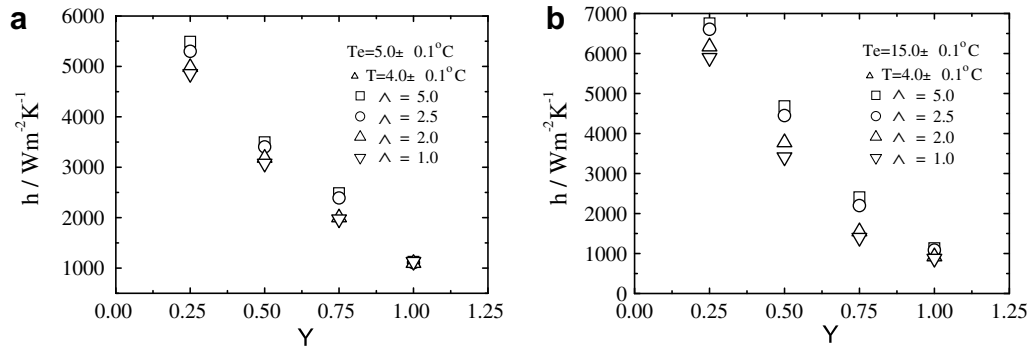 a
6000
5000
4000
3000
2000
1000
h / Wm⁻²K⁻¹
Te=5.0± 0.1°C
△ T=4.0± 0.1°C
□ ∧ = 5.0
○ ∧ = 2.5
△ ∧ = 2.0
▽ ∧ = 1.0
0.00 0.25 0.50 0.75 1.00 1.25
Y
b
7000
6000
5000
4000
3000
2000
1000
0
h / Wm⁻²K⁻¹
Te=15.0± 0.1°C
△ T=4.0± 0.1°C
□ ∧ = 5.0
○ ∧ = 2.5
△ ∧ = 2.0
▽ ∧ = 1.0
0.00 0.25 0.50 0.75 1.00 1.25
Y